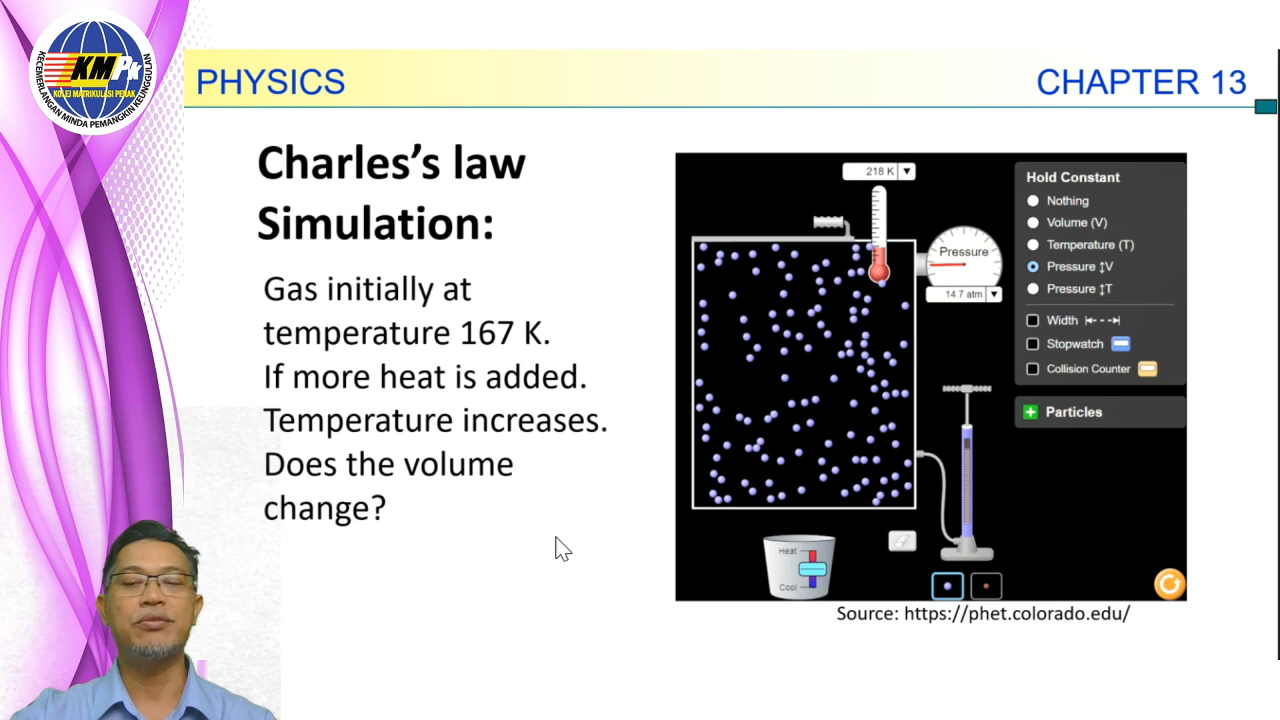 KECEMERLANGAN MINDA PEMANGKIN KEUNGGULAN
KMPk
KOLEJ MATRIKULASI PERAK
PHYSICS
CHAPTER 13
Charles’s law
Simulation:
Gas initially at
temperature 167 K.
If more heat is added.
Temperature increases.
Does the volume
change?
218 K
Pressure
14.7 atm
Hold Constant
Nothing
Volume (V)
Temperature (T)
Pressure ↕V
Pressure ↕T
Width
Stopwatch
Collision Counter
Particles
Heat
Cool
Source: https://phet.colorado.edu/